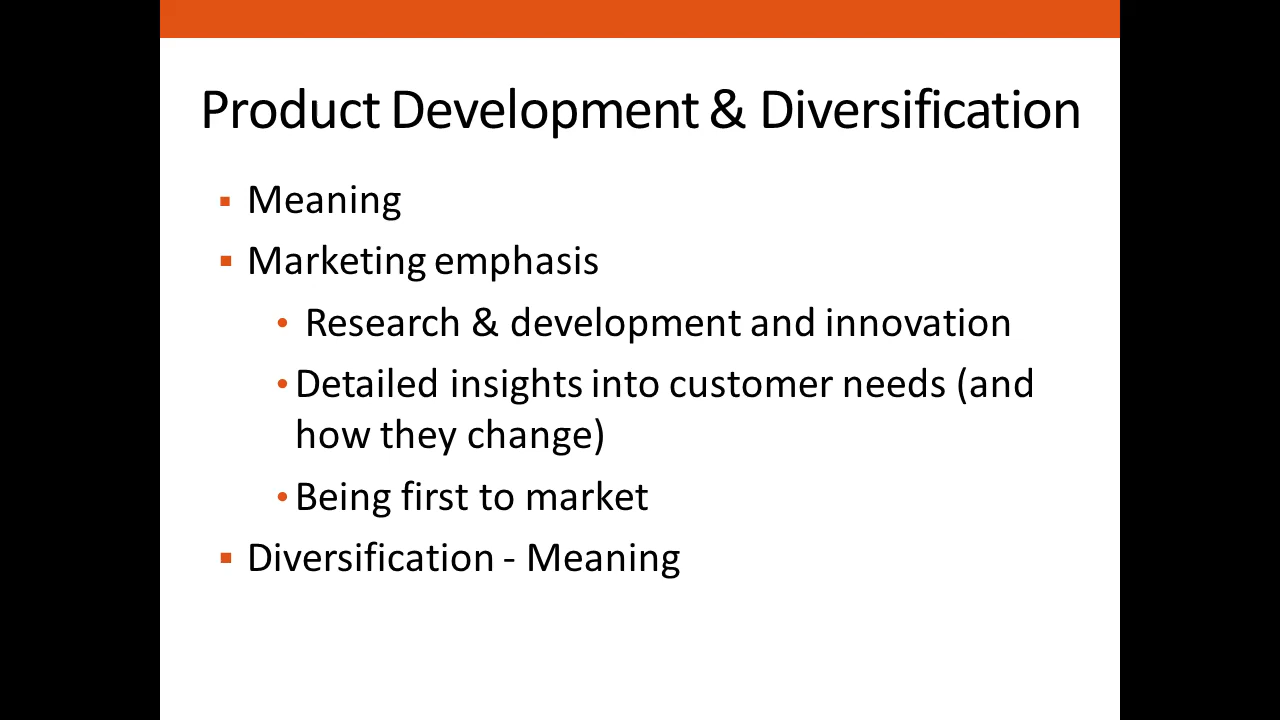 Product Development & Diversification
▪ Meaning
▪ Marketing emphasis
• Research & development and innovation
• Detailed insights into customer needs (and
how they change)
• Being first to market
▪ Diversification - Meaning